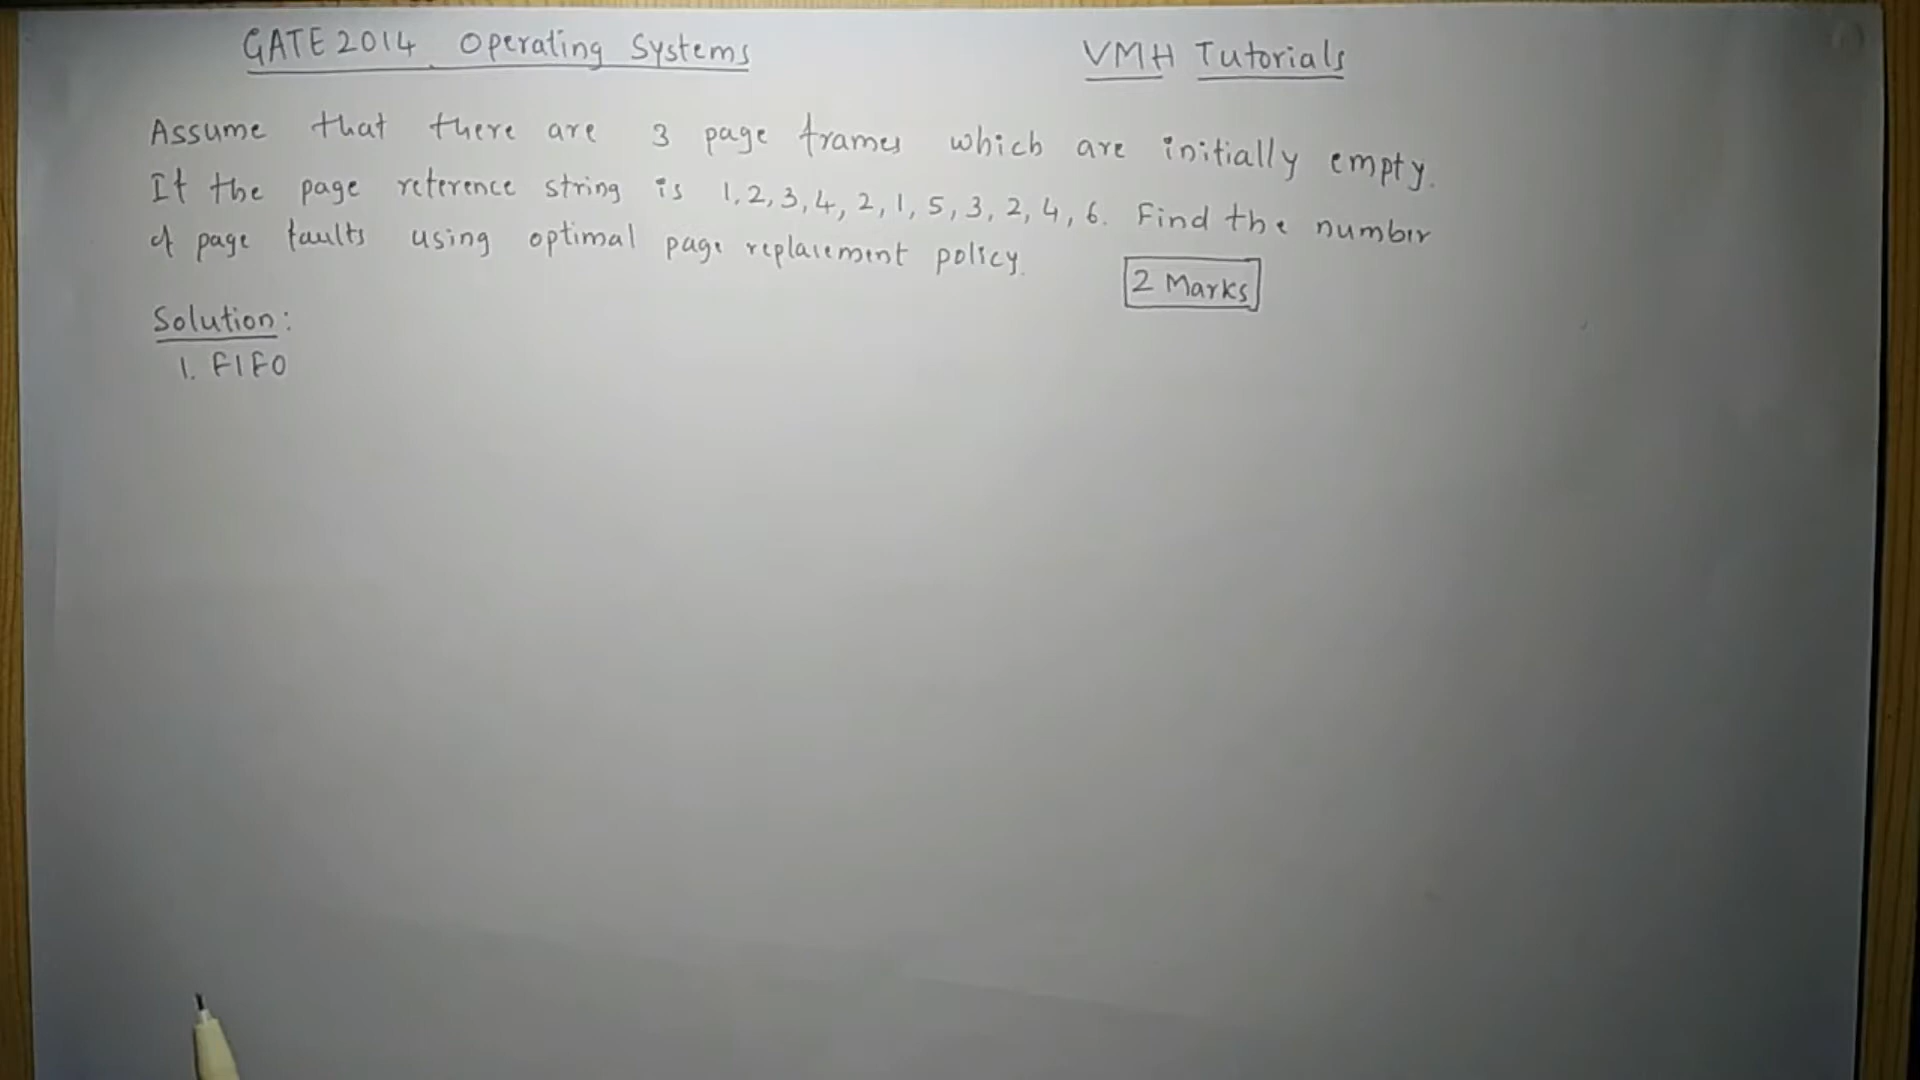 GATE 2014 Operating Systems
VMH Tutorials
Assume that there are 3 page frames which are initially empty.
If the page reference string is 1, 2, 3, 4, 2, 1, 5, 3, 2, 4, 6. Find the number
of page faults using optimal page replacement policy.
2 Marks
Solution:
1. FIFO